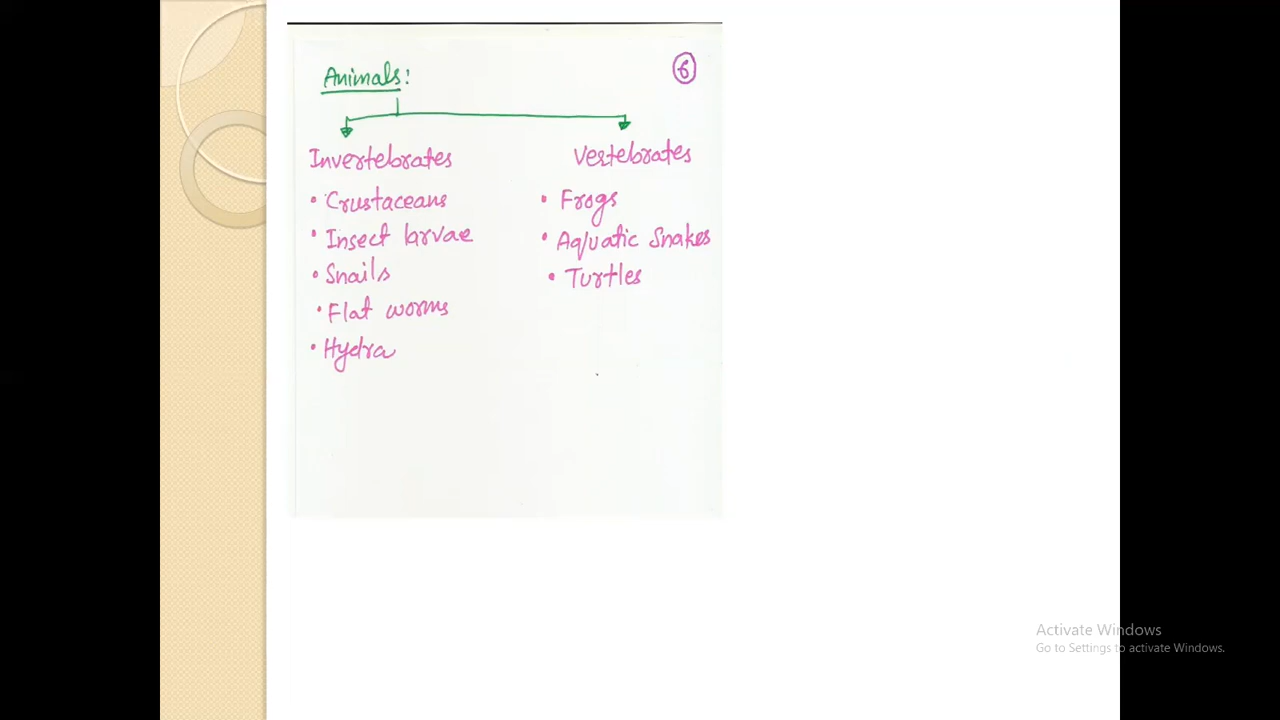 Animals:
6
Invertebrates
• Crustaceans
• Insect larvae
• Snails
• Flat worms
• Hydra
Vertebrates
• Frogs
• Aquatic Snakes
• Turtles
Activate Windows
Go to Settings to activate Windows.